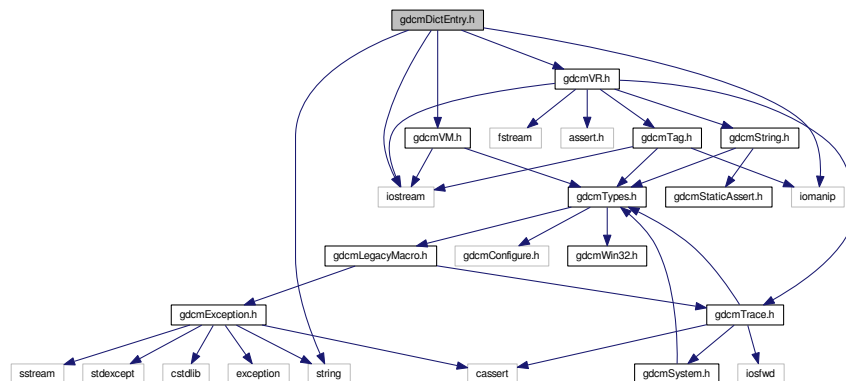 gdcmDictEntry.h
gdcmVR.h
gdcmVM.h
fstream
assert.h
gdcmTag.h
gdcmString.h
iostream
gdcmTypes.h
gdcmStaticAssert.h
iomanip
gdcmLegacyMacro.h
gdcmConfigure.h
gdcmWin32.h
gdcmException.h
gdcmTrace.h
sstream
stdexcept
cstdlib
exception
string
cassert
gdcmSystem.h
iosfwd